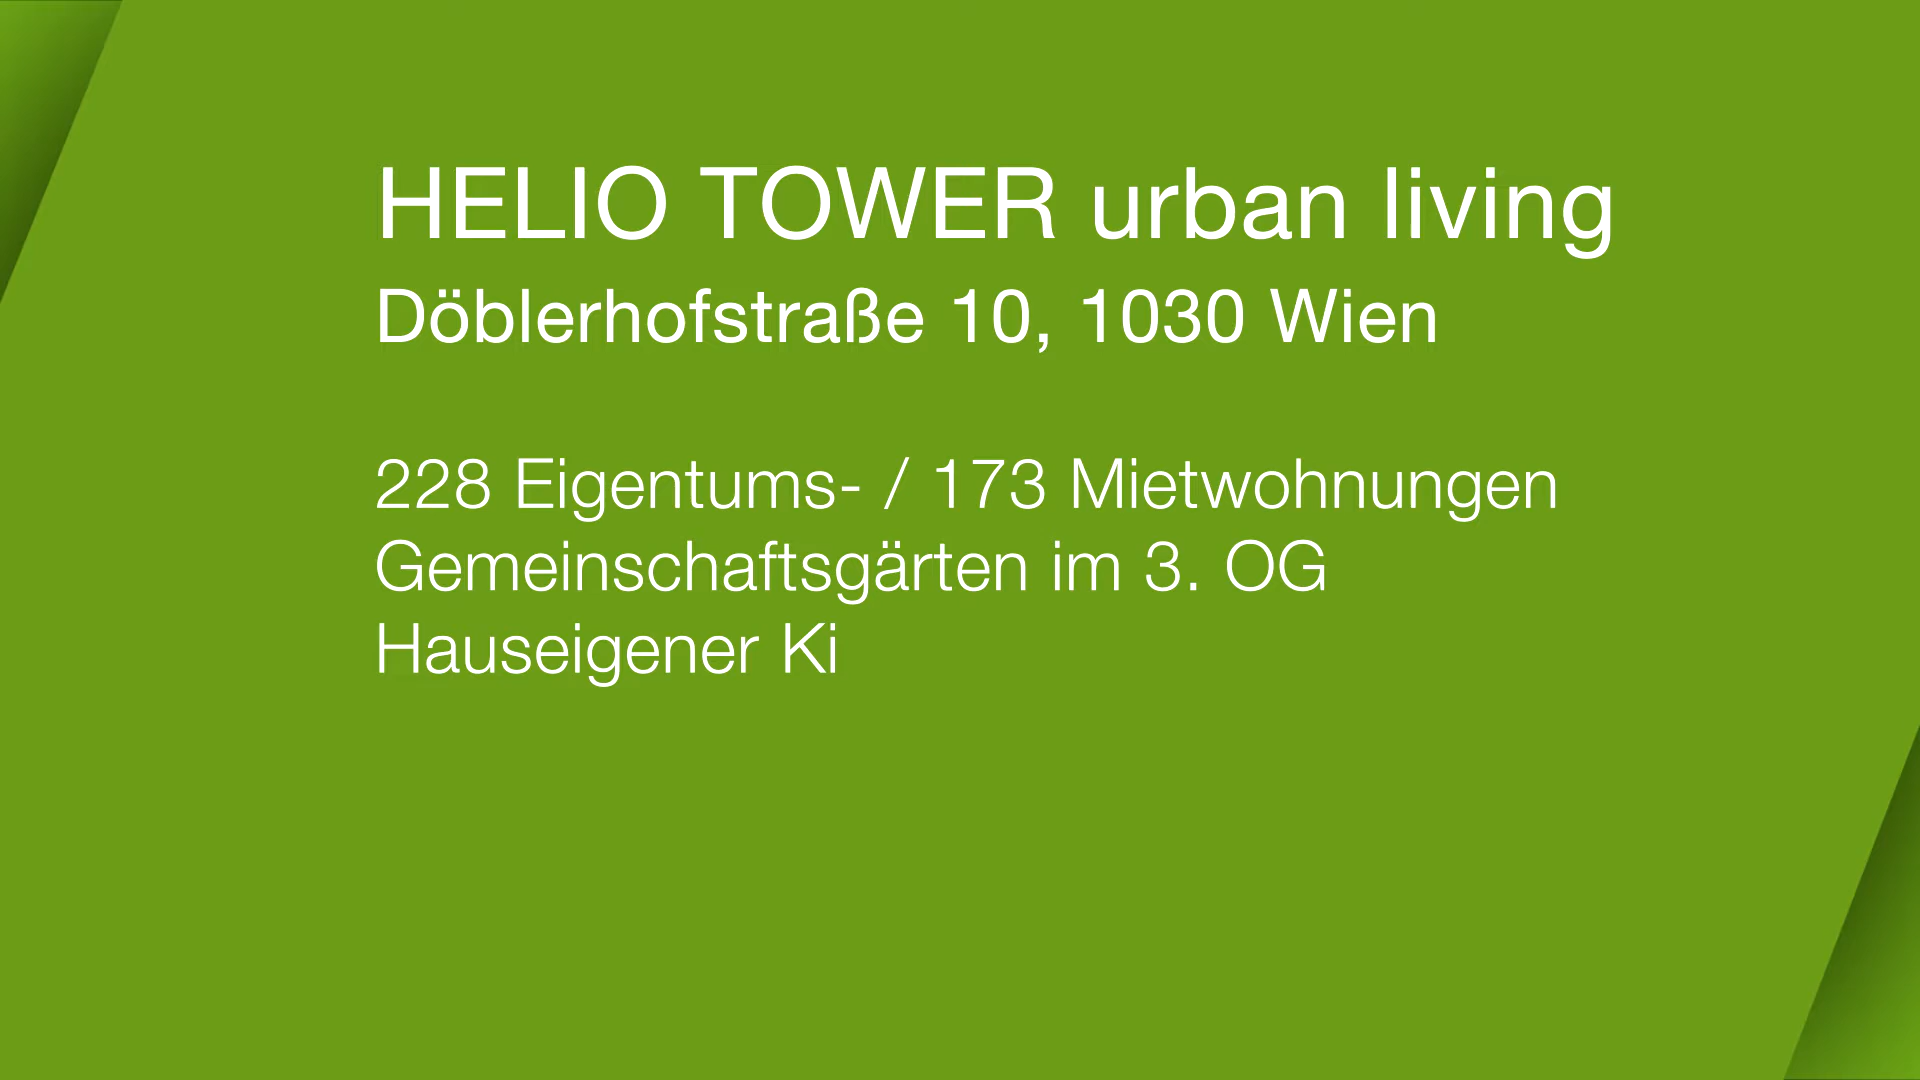 HELIO TOWER urban living
Döblerhofstraße 10, 1030 Wien
228 Eigentums- / 173 Mietwohnungen
Gemeinschaftsgärten im 3. OG
Hauseigener Ki